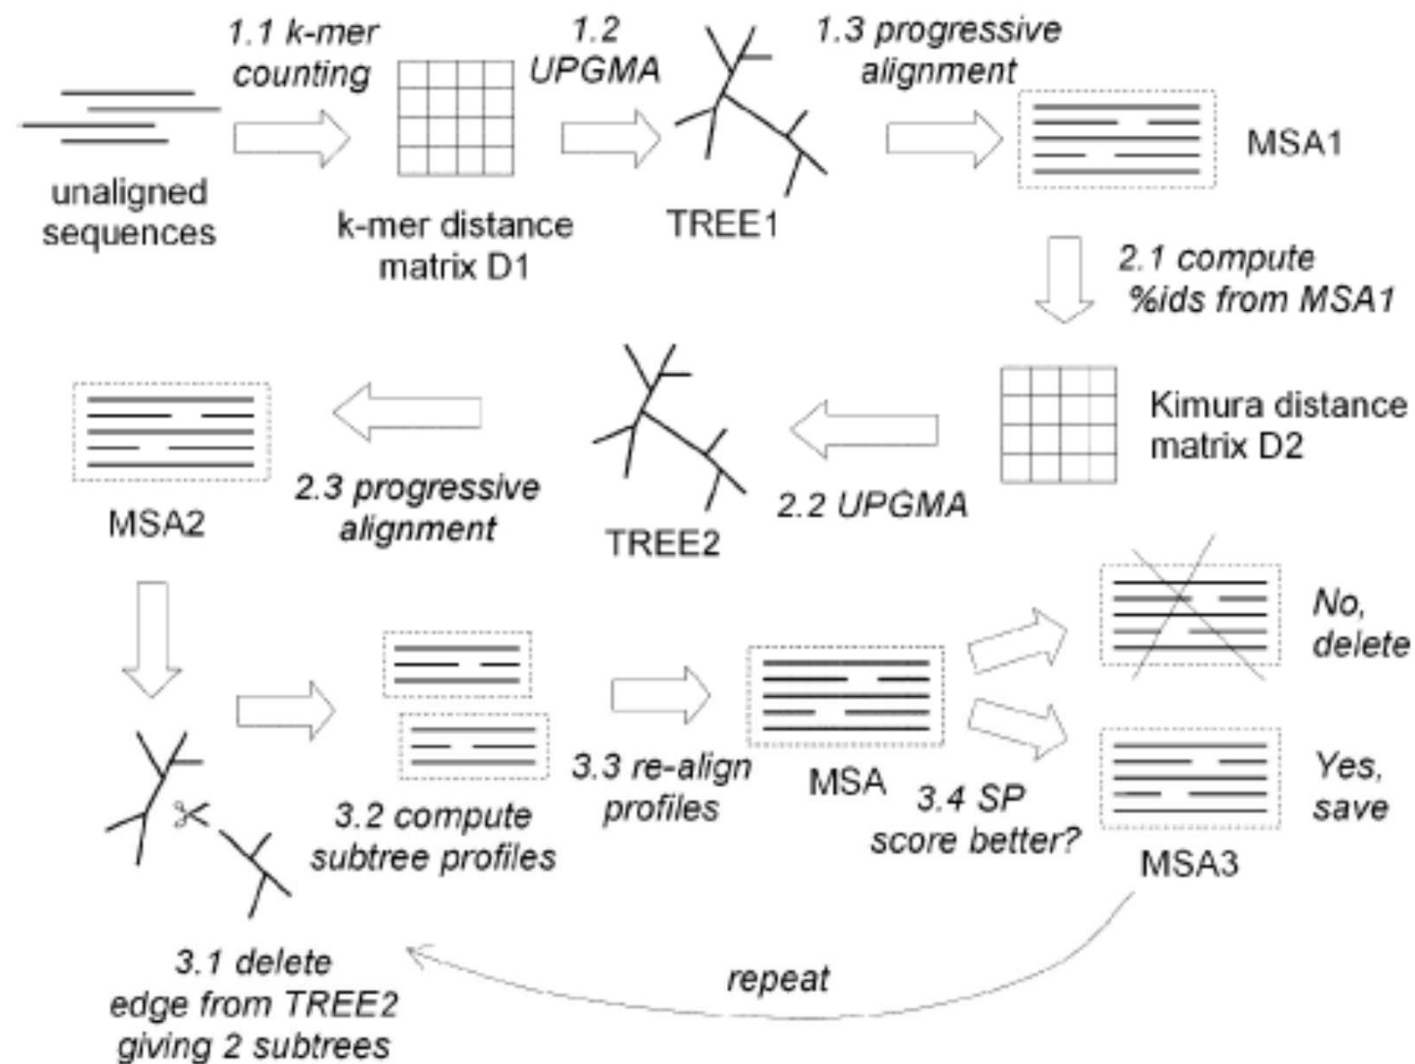 1.1 k-mer
counting
1.2
UPGMA
1.3 progressive
alignment
unaligned
sequences
k-mer distance
matrix D1
TREE1
MSA1
2.1 compute
%ids from MSA1
Kimura distance
matrix D2
2.2 UPGMA
TREE2
2.3 progressive
alignment
MSA2
3.1 delete
edge from TREE2
giving 2 subtrees
3.2 compute
subtree profiles
3.3 re-align
profiles
MSA
3.4 SP
score better?
No,
delete
Yes,
save
MSA3
repeat